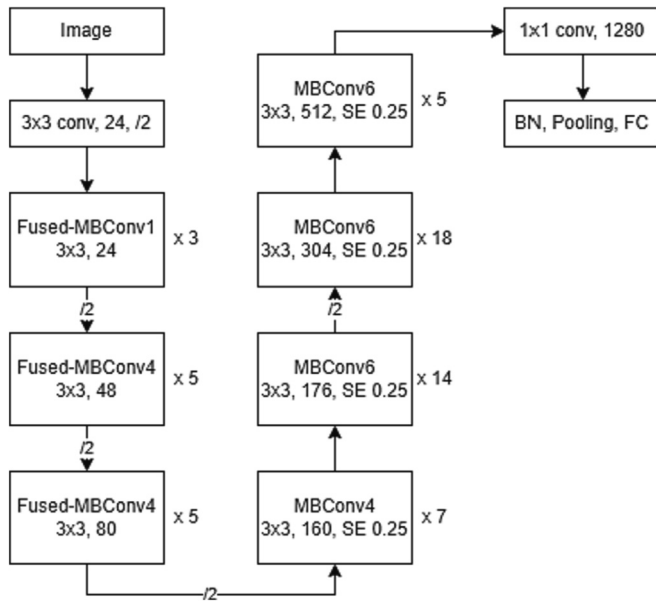 Image
3x3 conv, 24, /2
Fused-MBConv1
3x3, 24
x 3
/2
Fused-MBConv4
3x3, 48
x 5
/2
Fused-MBConv4
3x3, 80
x 5
/2
MBConv4
3x3, 160, SE 0.25
x 7
MBConv6
3x3, 176, SE 0.25
x 14
/2
MBConv6
3x3, 304, SE 0.25
x 18
MBConv6
3x3, 512, SE 0.25
x 5
1x1 conv, 1280
BN, Pooling, FC